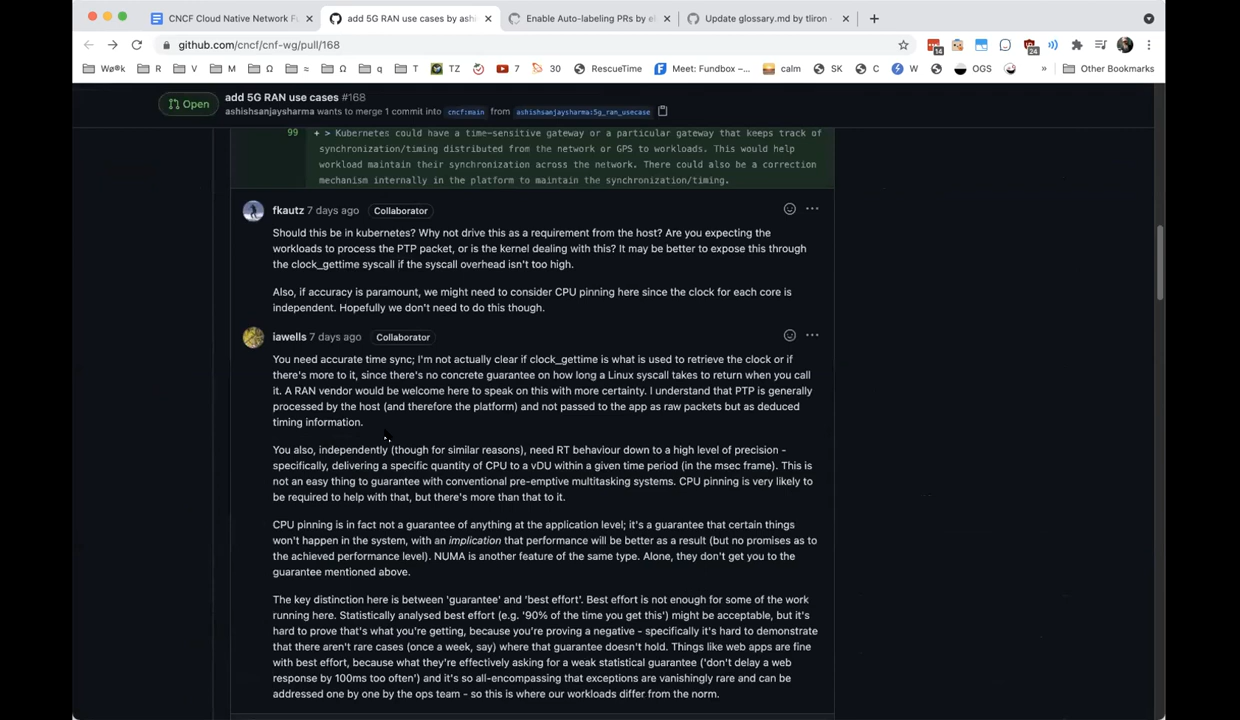 CNCF Cloud Native Network F
add 5G RAN use cases by ash
Enable Auto-labeling PRs by e
Update glossary.md by tliron
github.com/cncf/cnf-wg/pull/168
14
24
Wø®k
R
V
M
Ω
≈
Ω
q
T
TZ
7
30
RescueTime
Meet: Fundbox –...
calm
SK
C
W
OGS
»
Other Bookmarks
Open
add 5G RAN use cases #168
ashishsanjaysharma wants to merge 1 commit into cncf:main from ashishsanjaysharma:5g_ran_usecase
99 + > Kubernetes could have a time-sensitive gateway or a particular gateway that keeps track of
synchronization/timing distributed from the network or GPS to workloads. This would help
workload maintain their synchronization across the network. There could also be a correction
mechanism internally in the platform to maintain the synchronization/timing.
fkautz 7 days ago Collaborator
Should this be in kubernetes? Why not drive this as a requirement from the host? Are you expecting the
workloads to process the PTP packet, or is the kernel dealing with this? It may be better to expose this through
the clock_gettime syscall if the syscall overhead isn't too high.
Also, if accuracy is paramount, we might need to consider CPU pinning here since the clock for each core is
independent. Hopefully we don't need to do this though.
iawells 7 days ago Collaborator
You need accurate time sync; I'm not actually clear if clock_gettime is what is used to retrieve the clock or if
there's more to it, since there's no concrete guarantee on how long a Linux syscall takes to return when you call
it. A RAN vendor would be welcome here to speak on this with more certainty. I understand that PTP is generally
processed by the host (and therefore the platform) and not passed to the app as raw packets but as deduced
timing information.
You also, independently (though for similar reasons), need RT behaviour down to a high level of precision -
specifically, delivering a specific quantity of CPU to a vDU within a given time period (in the msec frame). This is
not an easy thing to guarantee with conventional pre-emptive multitasking systems. CPU pinning is very likely to
be required to help with that, but there's more than that to it.
CPU pinning is in fact not a guarantee of anything at the application level; it's a guarantee that certain things
won't happen in the system, with an implication that performance will be better as a result (but no promises as to
the achieved performance level). NUMA is another feature of the same type. Alone, they don't get you to the
guarantee mentioned above.
The key distinction here is between 'guarantee' and 'best effort'. Best effort is not enough for some of the work
running here. Statistically analysed best effort (e.g. '90% of the time you get this') might be acceptable, but it's
hard to prove that's what you're getting, because you're proving a negative - specifically it's hard to demonstrate
that there aren't rare cases (once a week, say) where that guarantee doesn't hold. Things like web apps are fine
with best effort, because what they're effectively asking for a weak statistical guarantee ('don't delay a web
response by 100ms too often') and it's so all-encompassing that exceptions are vanishingly rare and can be
addressed one by one by the ops team - so this is where our workloads differ from the norm.